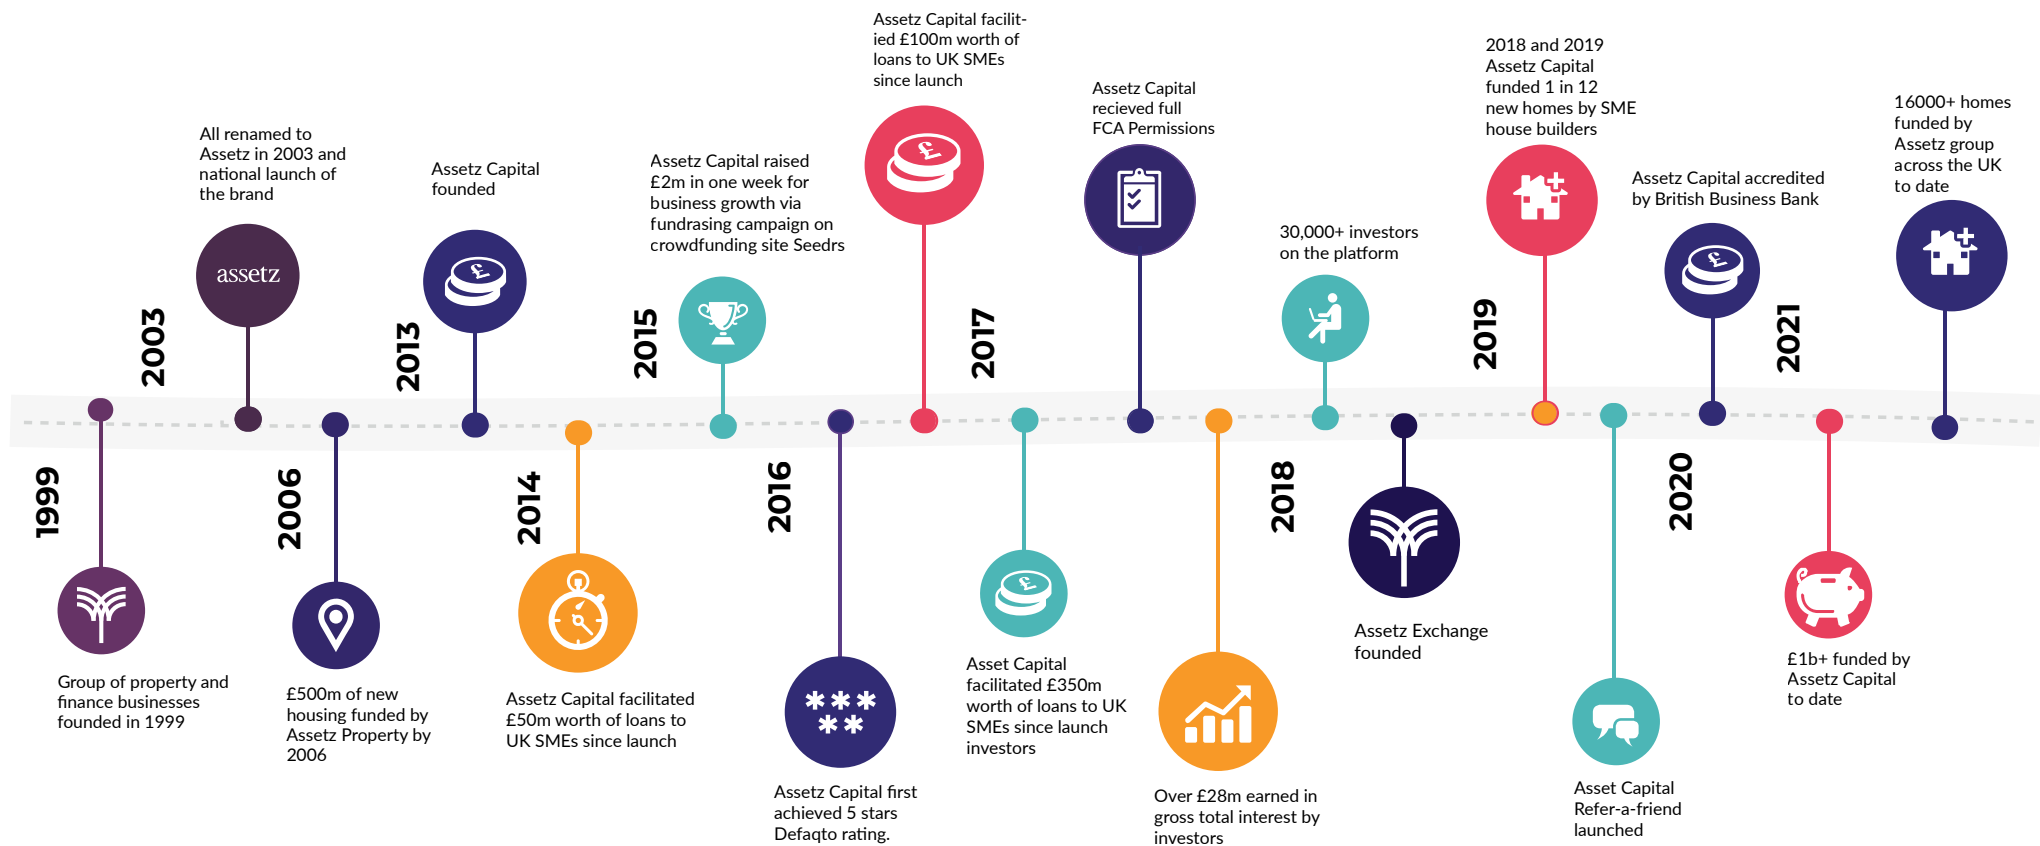 1999
Group of property and
finance businesses
founded in 1999
2003
All renamed to
Assetz in 2003 and
national launch of
the brand
assetz
2006
£500m of new
housing funded by
Assetz Property by
2006
2013
Assetz Capital
founded
£
2014
Assetz Capital facilitated
£50m worth of loans to
UK SMEs since launch
2015
Assetz Capital raised
£2m in one week for
business growth via
fundrasing campaign on
crowdfunding site Seedrs
2016
Assetz Capital first
achieved 5 stars
Defaqto rating.
Assetz Capital facilit-
ied £100m worth of
loans to UK SMEs
since launch
£
2017
Asset Capital
facilitated £350m
worth of loans to UK
SMEs since launch
investors
£
Assetz Capital
recieved full
FCA Permissions
Over £28m earned in
gross total interest by
investors
2018
30,000+ investors
on the platform
Assetz Exchange
founded
2019
2018 and 2019
Assetz Capital
funded 1 in 12
new homes by SME
house builders
Asset Capital
Refer-a-friend
launched
2020
Assetz Capital accredited
by British Business Bank
£
2021
£1b+ funded by
Assetz Capital
to date
16000+ homes
funded by
Assetz group
across the UK
to date